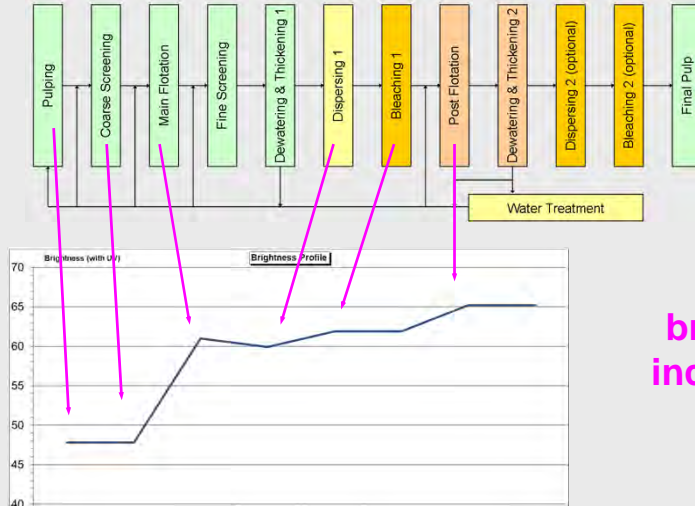 Pulping
Coarse Screening
Main Flotation
Fine Screening
Dewatering & Thickening 1
Dispersing 1
Bleaching 1
Post Flotation
Dewatering & Thickening 2
Dispersing 2 (optional)
Bleaching 2 (optional)
Final Pulp
Water Treatment
Brightness (with UV)
Brightness Profile
70
65
60
55
50
45
40